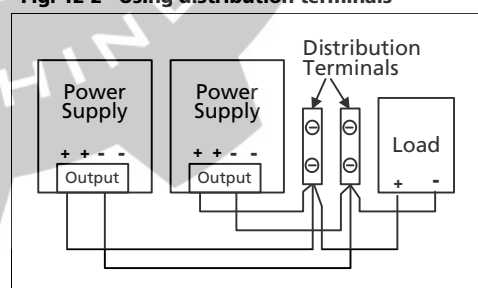 Fig. 12-2 Using distribution terminals
Distribution
Terminals
Power
Supply
Power
Supply
Load
+ + - -
+ + - -
+ -
Output
Output